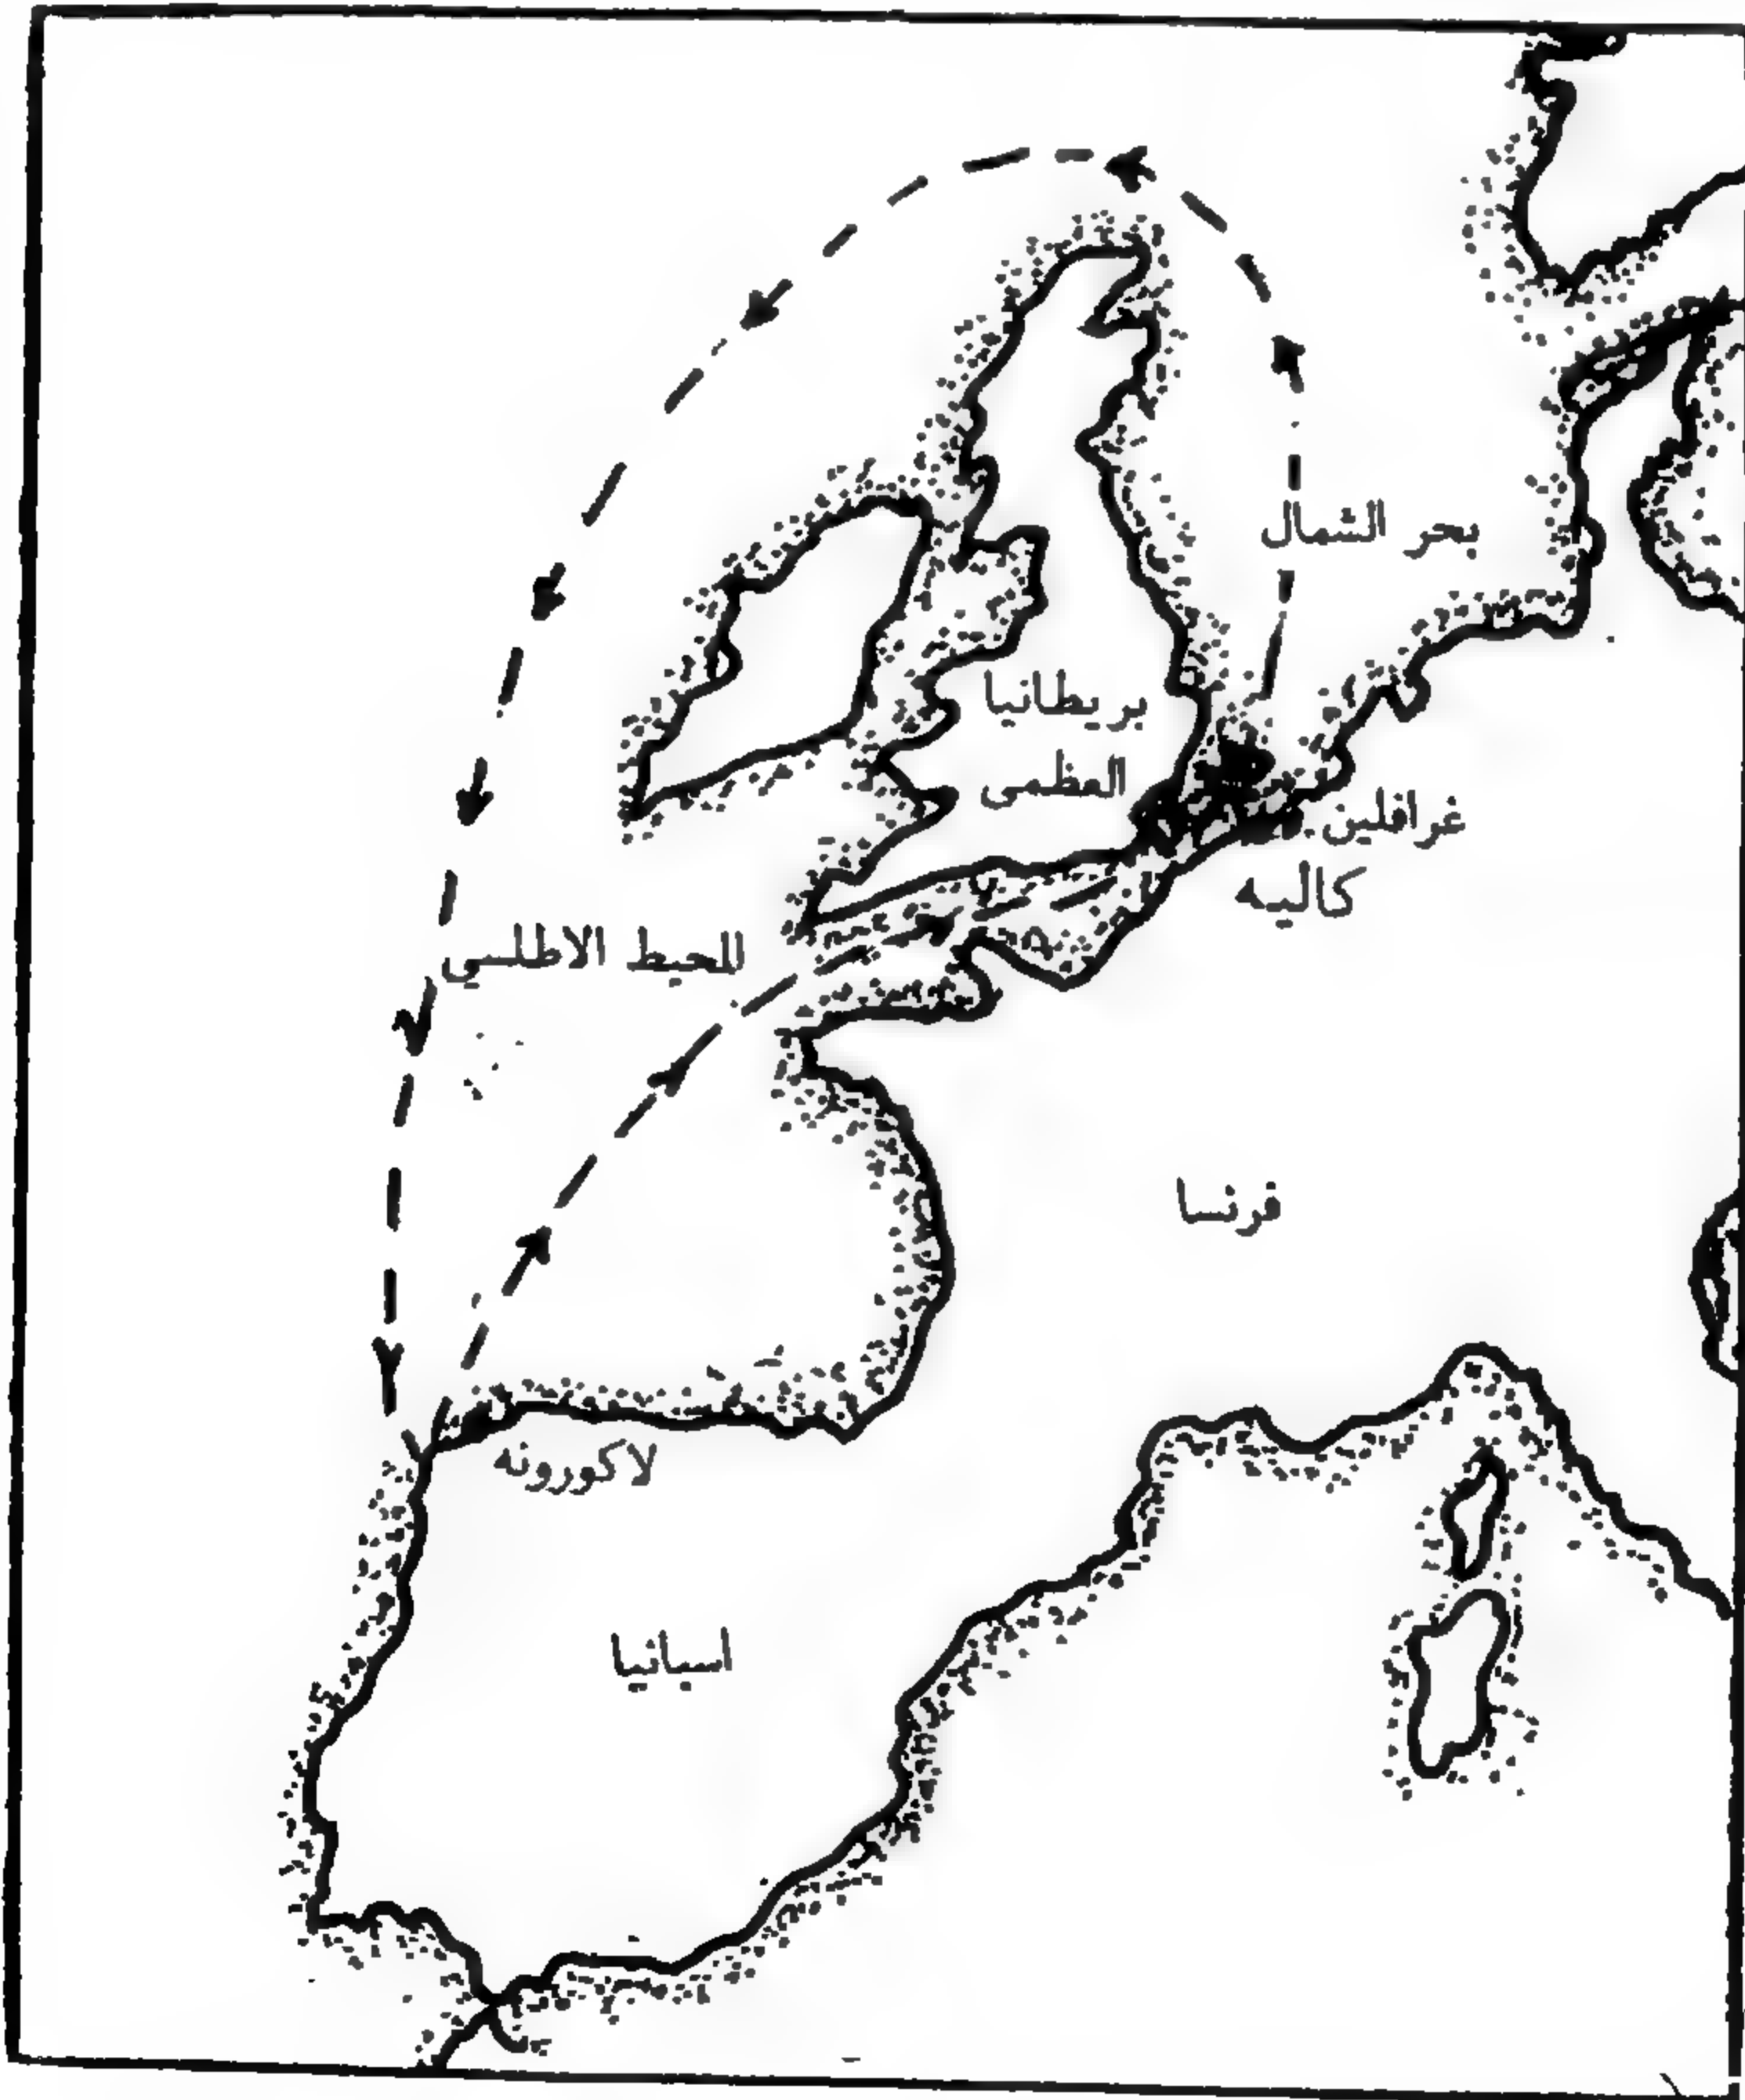 بحر الشمال
بريطانيا
العظمى
غرافلين
كاليه
المحيط الاطلسي
فرنسا
لاكورونه
اسبانيا